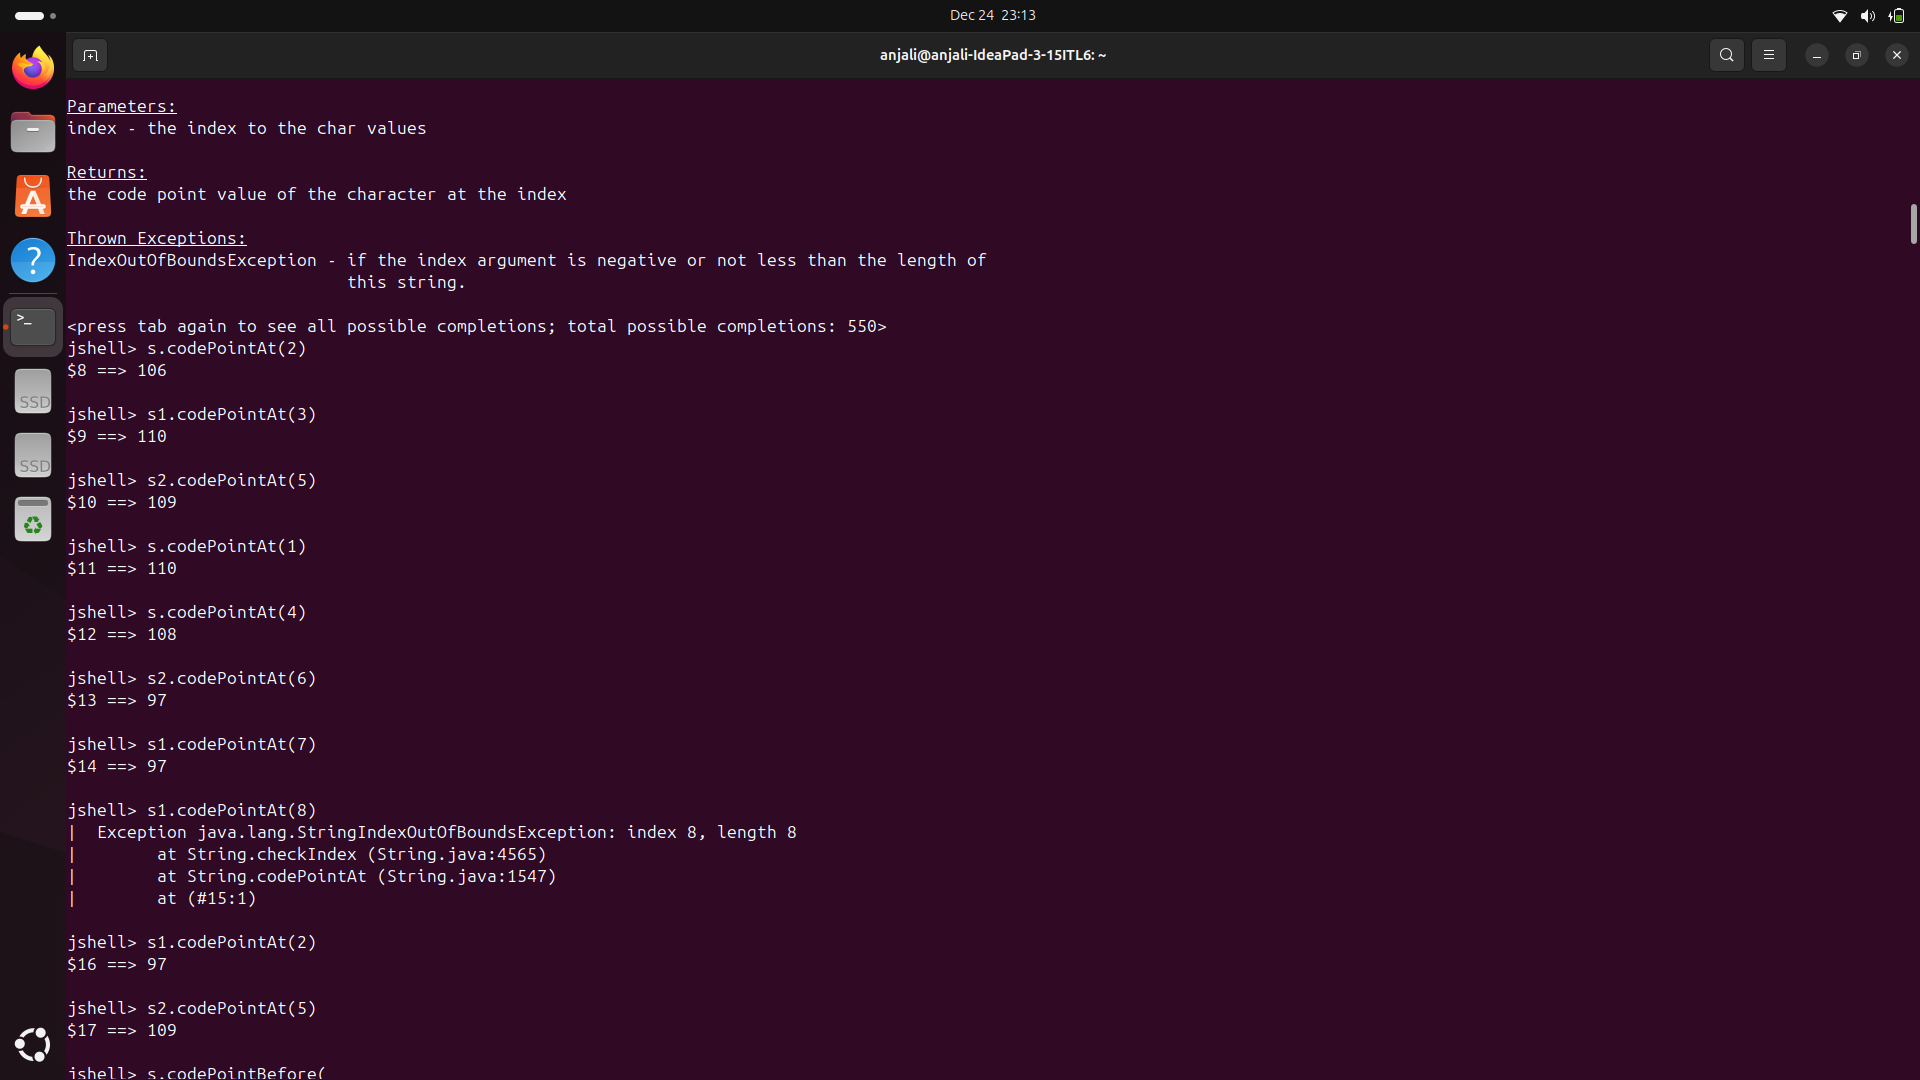 Dec 24 23:13
anjali@anjali-IdeaPad-3-15ITL6: ~
Parameters:
index - the index to the char values
Returns:
the code point value of the character at the index
Thrown Exceptions:
IndexOutOfBoundsException - if the index argument is negative or not less than the length of
this string.
<press tab again to see all possible completions; total possible completions: 550>
jshell> s.codePointAt(2)
$8 ==> 106
jshell> s1.codePointAt(3)
$9 ==> 110
jshell> s2.codePointAt(5)
$10 ==> 109
jshell> s.codePointAt(1)
$11 ==> 110
jshell> s.codePointAt(4)
$12 ==> 108
jshell> s2.codePointAt(6)
$13 ==> 97
jshell> s1.codePointAt(7)
$14 ==> 97
jshell> s1.codePointAt(8)
|  Exception java.lang.StringIndexOutOfBoundsException: index 8, length 8
|        at String.checkIndex (String.java:4565)
|        at String.codePointAt (String.java:1547)
|        at (#15:1)
jshell> s1.codePointAt(2)
$16 ==> 97
jshell> s2.codePointAt(5)
$17 ==> 109
jshell> s.codePointBefore(
SSD
SSD